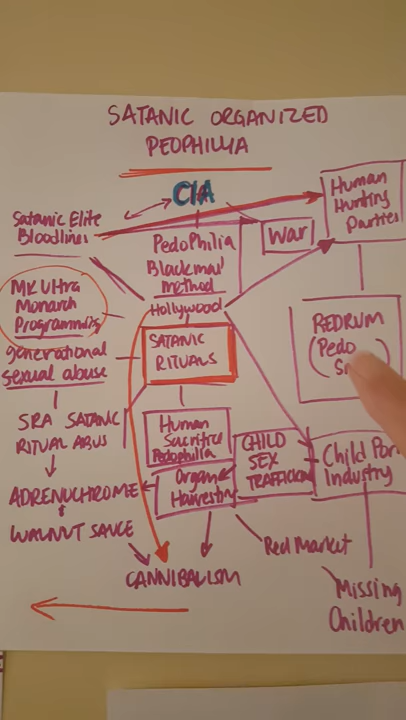 SATANIC ORGANIZED
PEOPHILLIA
CIA
Satanic Elite
Bloodlines
Human
Hunting
Parties
War
PedoPhilia
Blackmail
method
MK Ultra
Monarch
Programming
Hollywood
generational
sexual abuse
SATANIC
RITUALS
REDRUM
(Pedo
SRA SATANIC
RITUAL ABUS
Human
Sacrifice
Pedophilia
CHILD
SEX
TRAFFICKING
Child Porn
Industry
ADRENUCHROME
WALNUT SAUCE
Organ
Harvesting
Red Market
CANNIBALISM
Missing
Children